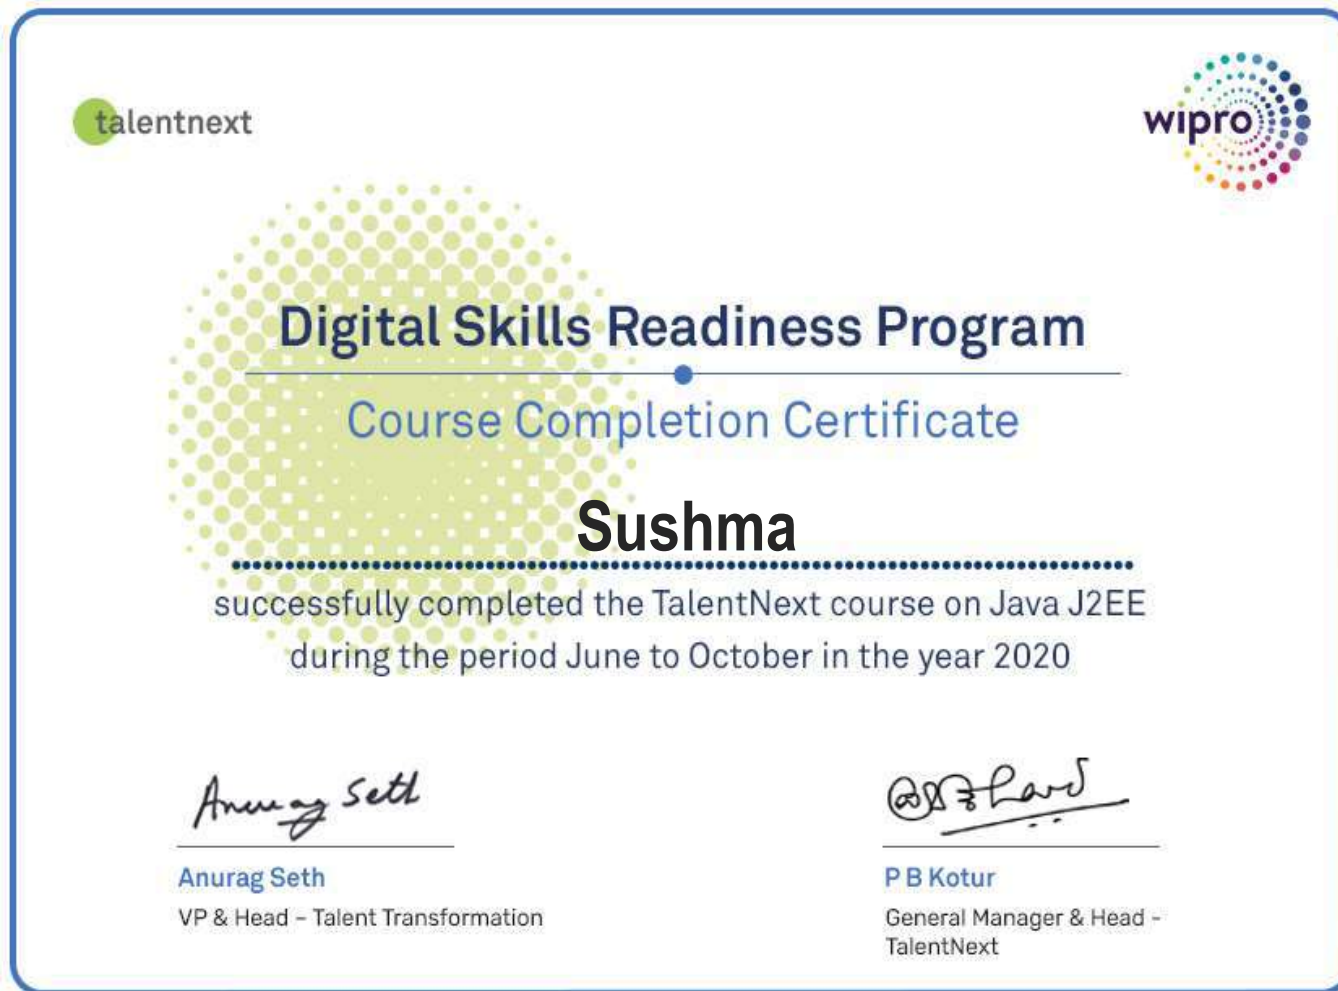 talentnext
wipro
Digital Skills Readiness Program
Course Completion Certificate
Sushma
successfully completed the TalentNext course on Java J2EE
during the period June to October in the year 2020
Anurag Seth
Anurag Seth
VP & Head – Talent Transformation
P B Kotur
General Manager & Head -
TalentNext